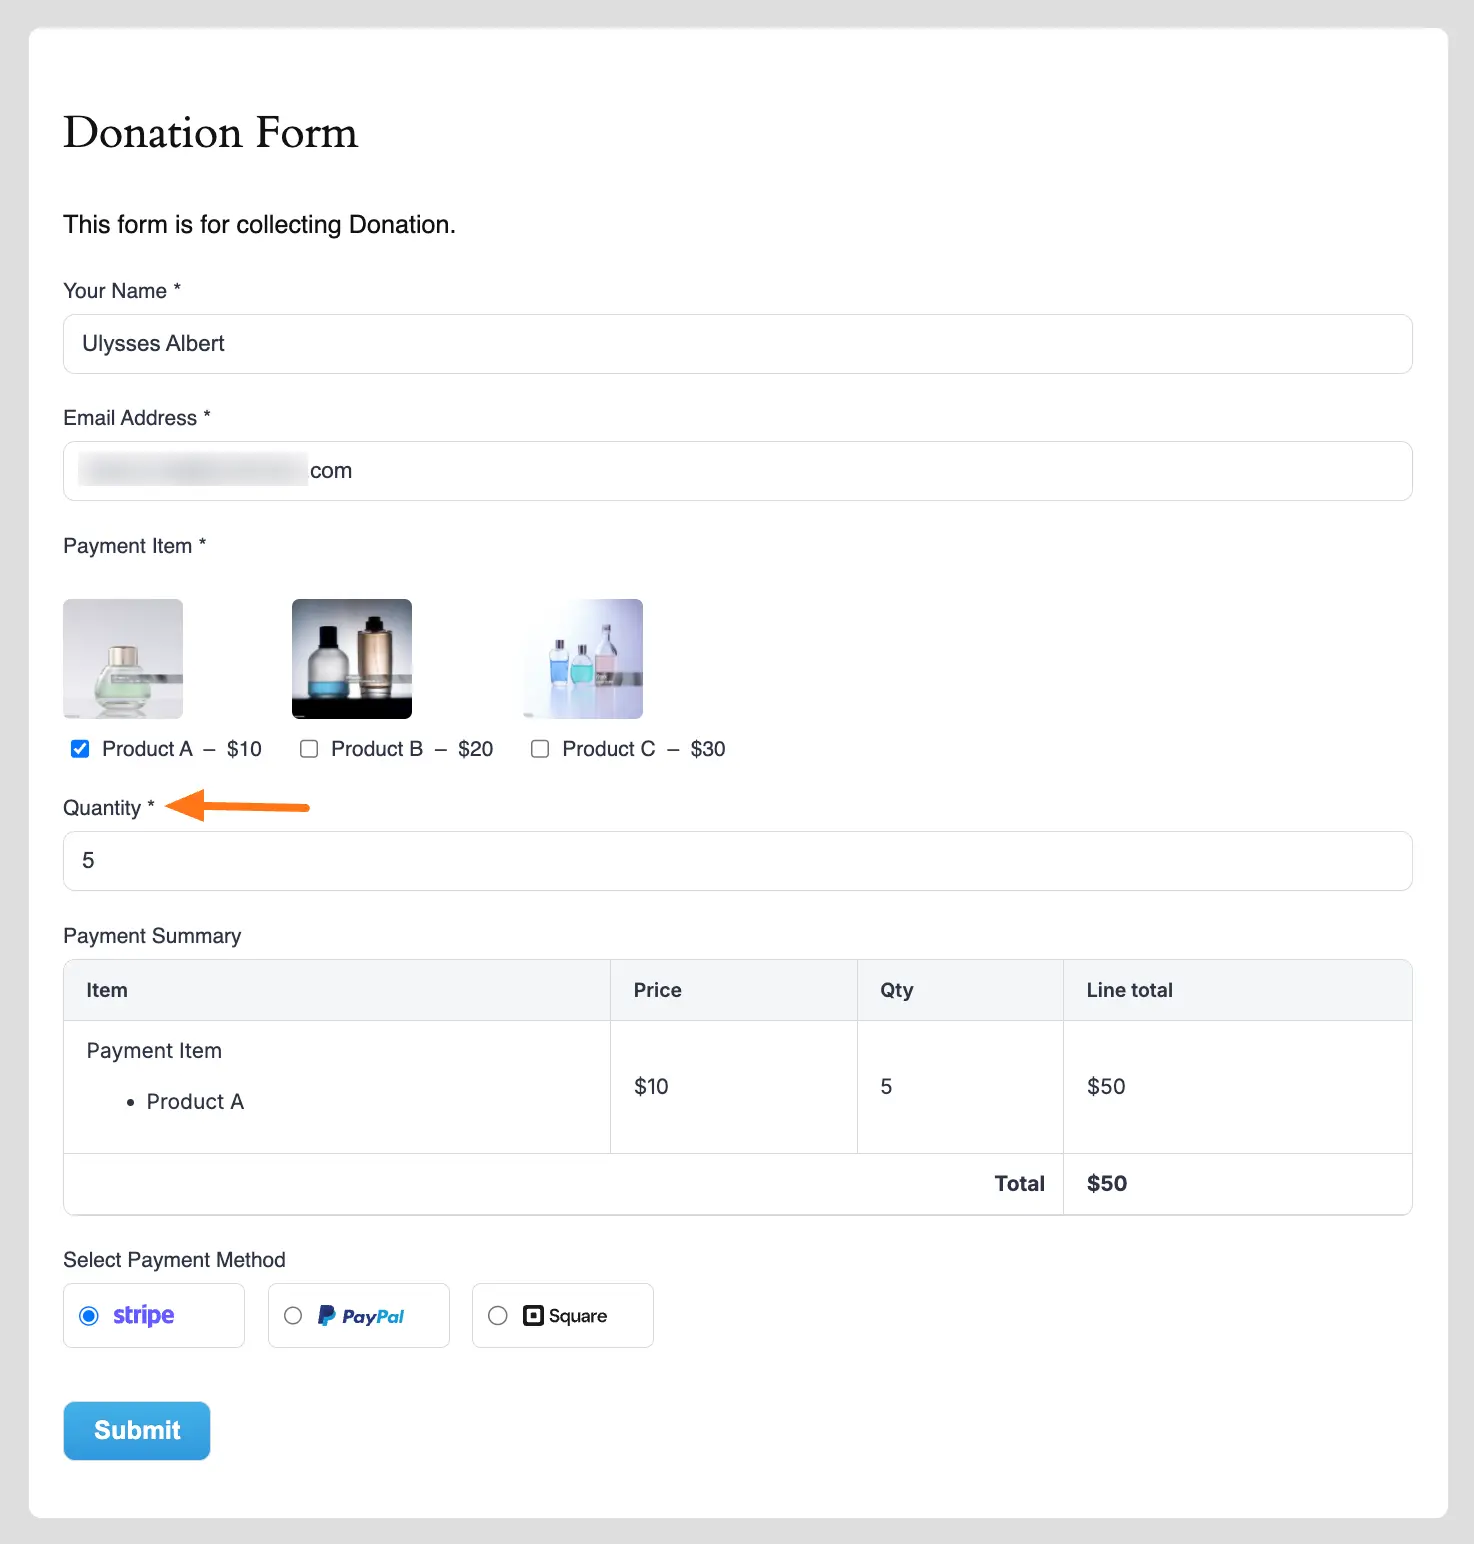 Donation Form
This form is for collecting Donation.
Your Name *
Ulysses Albert
Email Address *
com
Payment Item *
Product A – $10 Product B – $20 Product C – $30
Quantity *
5
Payment Summary
Item Price Qty Line total
Payment Item
• Product A
$10 5 $50
Total $50
Select Payment Method
stripe PayPal Square
Submit